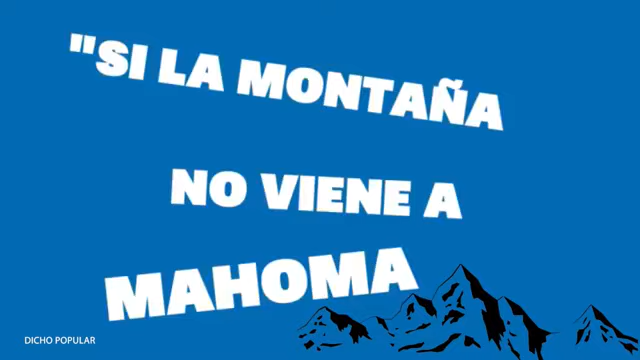 "SI LA MONTAÑA
NO VIENE A
MAHOMA
DICHO POPULAR